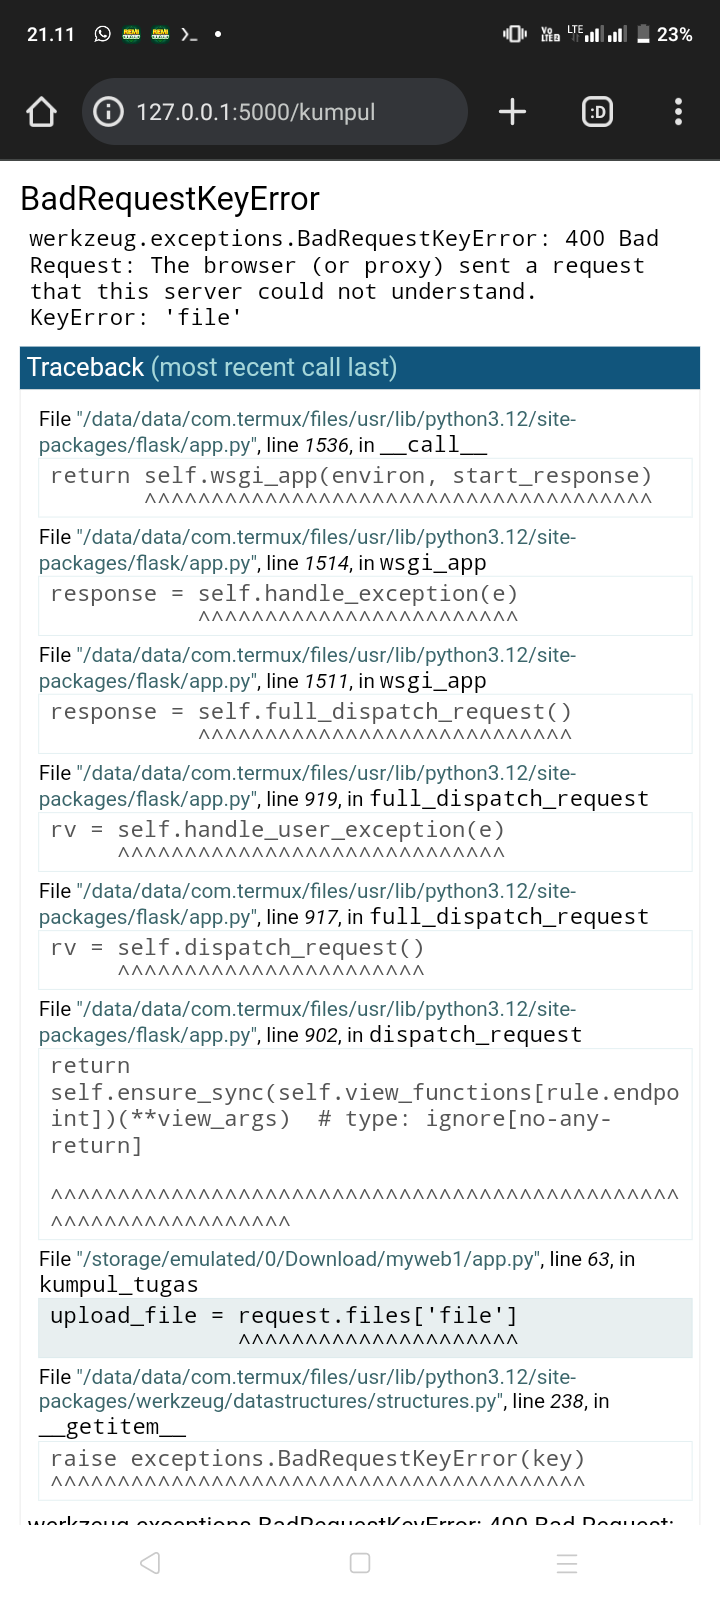 21.11
VoLTE LTE 23%
127.0.0.1:5000/kumpul
:D
BadRequestKeyError
werkzeug.exceptions.BadRequestKeyError: 400 Bad
Request: The browser (or proxy) sent a request
that this server could not understand.
KeyError: 'file'
Traceback (most recent call last)
File "/data/data/com.termux/files/usr/lib/python3.12/site-
packages/flask/app.py", line 1536, in __call__
return self.wsgi_app(environ, start_response)
^^^^^^^^^^^^^^^^^^^^^^^^^^^^^^^^^^^^^^
File "/data/data/com.termux/files/usr/lib/python3.12/site-
packages/flask/app.py", line 1514, in wsgi_app
response = self.handle_exception(e)
^^^^^^^^^^^^^^^^^^^^^^^^
File "/data/data/com.termux/files/usr/lib/python3.12/site-
packages/flask/app.py", line 1511, in wsgi_app
response = self.full_dispatch_request()
^^^^^^^^^^^^^^^^^^^^^^^^^^^^
File "/data/data/com.termux/files/usr/lib/python3.12/site-
packages/flask/app.py", line 919, in full_dispatch_request
rv = self.handle_user_exception(e)
^^^^^^^^^^^^^^^^^^^^^^^^^^^^^
File "/data/data/com.termux/files/usr/lib/python3.12/site-
packages/flask/app.py", line 917, in full_dispatch_request
rv = self.dispatch_request()
^^^^^^^^^^^^^^^^^^^^^^^
File "/data/data/com.termux/files/usr/lib/python3.12/site-
packages/flask/app.py", line 902, in dispatch_request
return
self.ensure_sync(self.view_functions[rule.endpo
int])(**view_args)  # type: ignore[no-any-
return]
^^^^^^^^^^^^^^^^^^^^^^^^^^^^^^^^^^^^^^^^^^^^^^^
^^^^^^^^^^^^^^^^^^
File "/storage/emulated/0/Download/myweb1/app.py", line 63, in
kumpul_tugas
upload_file = request.files['file']
^^^^^^^^^^^^^^^^^^^^^
File "/data/data/com.termux/files/usr/lib/python3.12/site-
packages/werkzeug/datastructures/structures.py", line 238, in
__getitem__
raise exceptions.BadRequestKeyError(key)
^^^^^^^^^^^^^^^^^^^^^^^^^^^^^^^^^^^^^^^^
werkzeug.exceptions.BadRequestKeyError: 400 Bad Request: